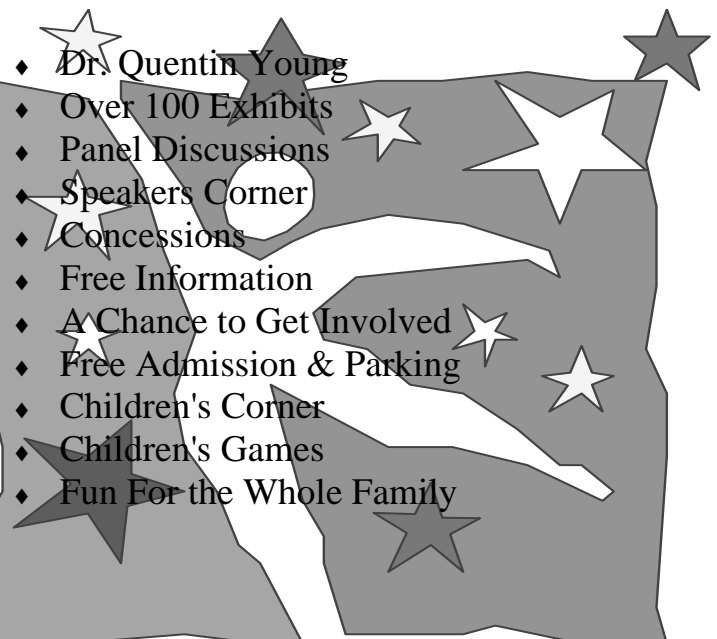 ♦ Dr. Quentin Young
♦ Over 100 Exhibits
♦ Panel Discussions
♦ Speakers Corner
♦ Concessions
♦ Free Information
♦ A Chance to Get Involved
♦ Free Admission & Parking
♦ Children's Corner
♦ Children's Games
♦ Fun For the Whole Family